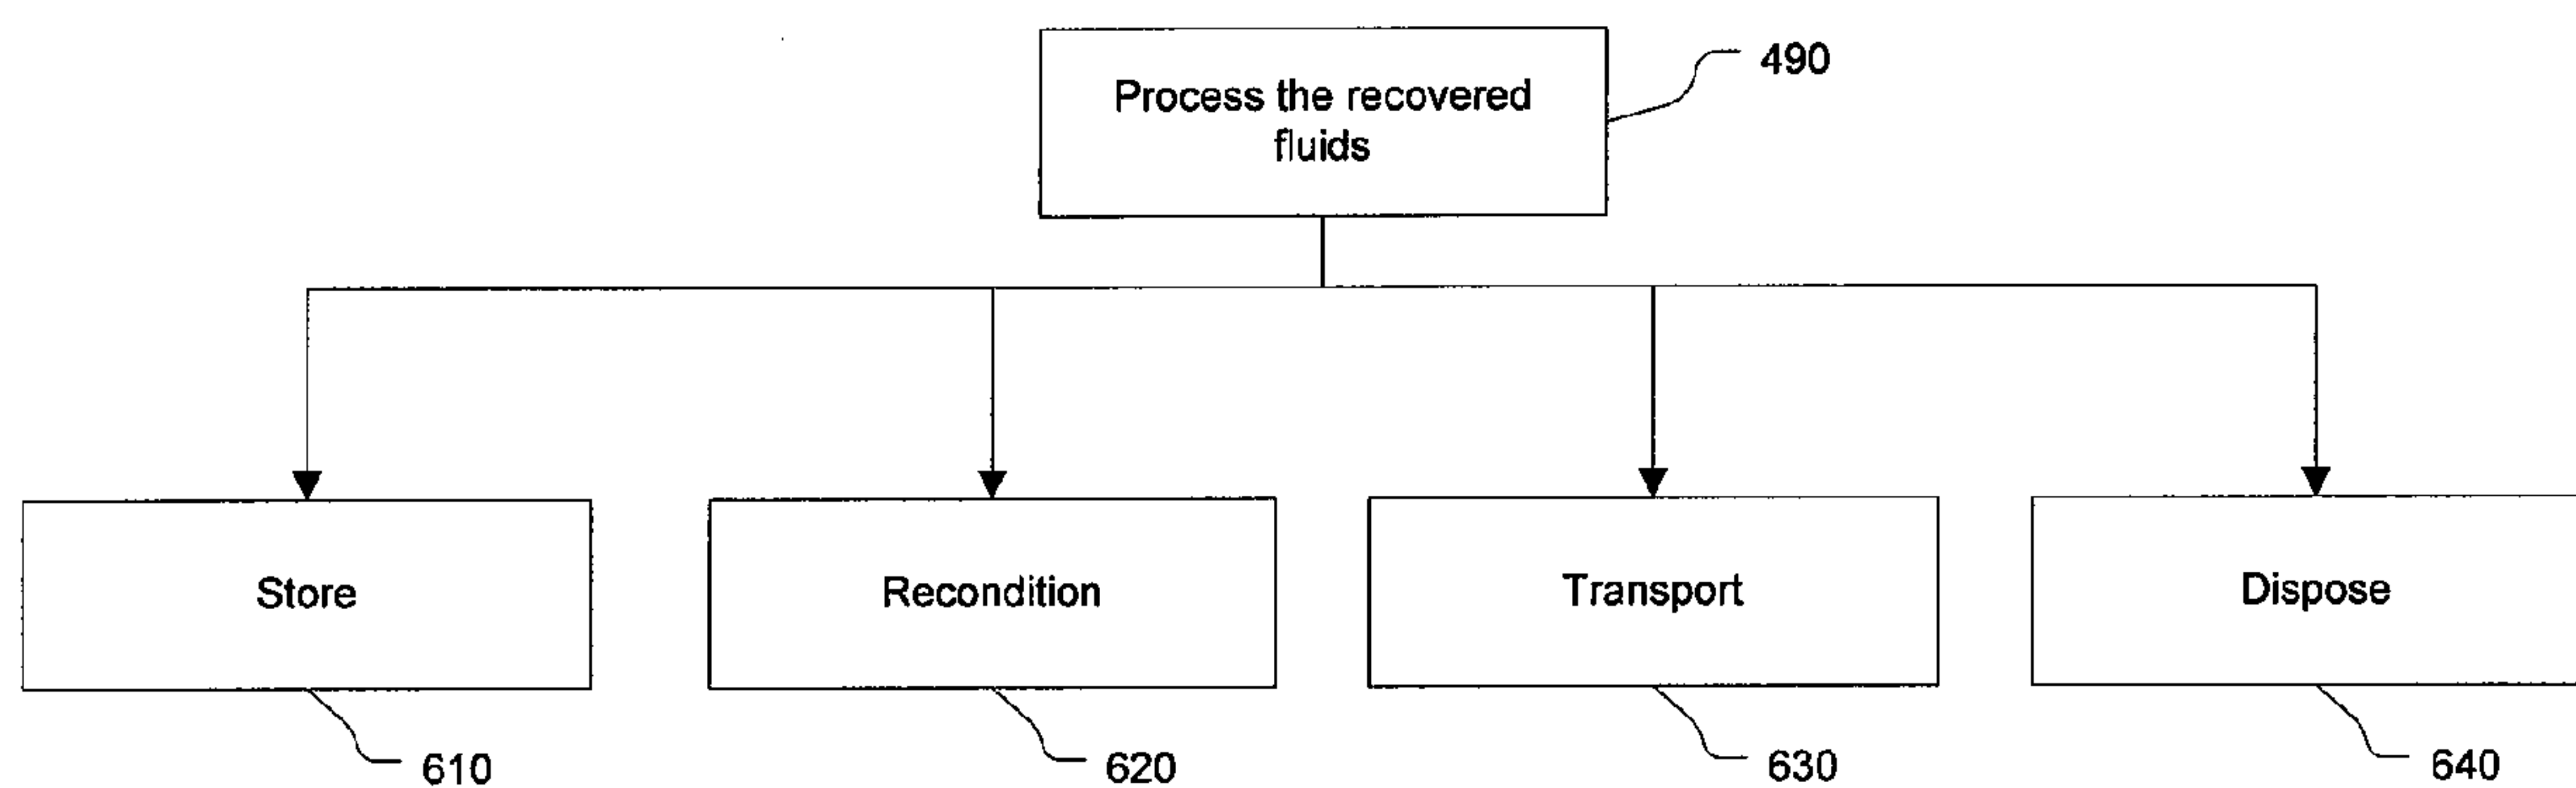 Process the recovered
fluids
490
Store
Recondition
Transport
Dispose
610
620
630
640